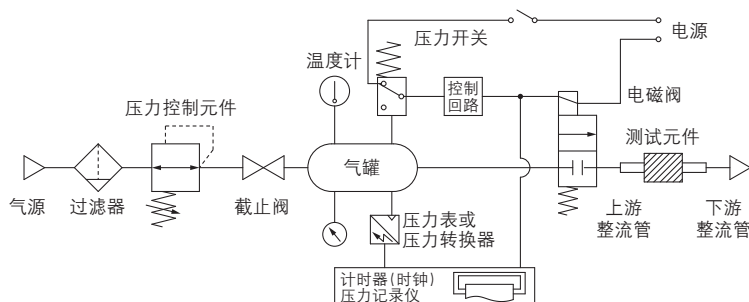 压力开关
电源
温度计
控制
回路
电磁阀
压力控制元件
测试元件
气罐
气源
过滤器
截止阀
压力表或
压力转换器
上游
整流管
下游
整流管
计时器(时钟)
压力记录仪